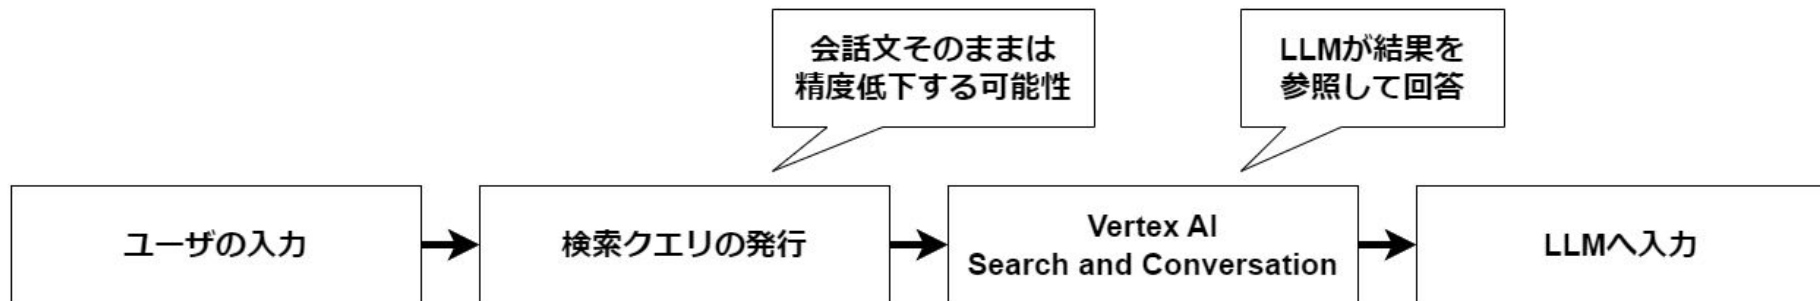 会話文そのままは
精度低下する可能性
LLMが結果を
参照して回答
ユーザの入力
検索クエリの発行
Vertex AI
Search and Conversation
LLMへ入力